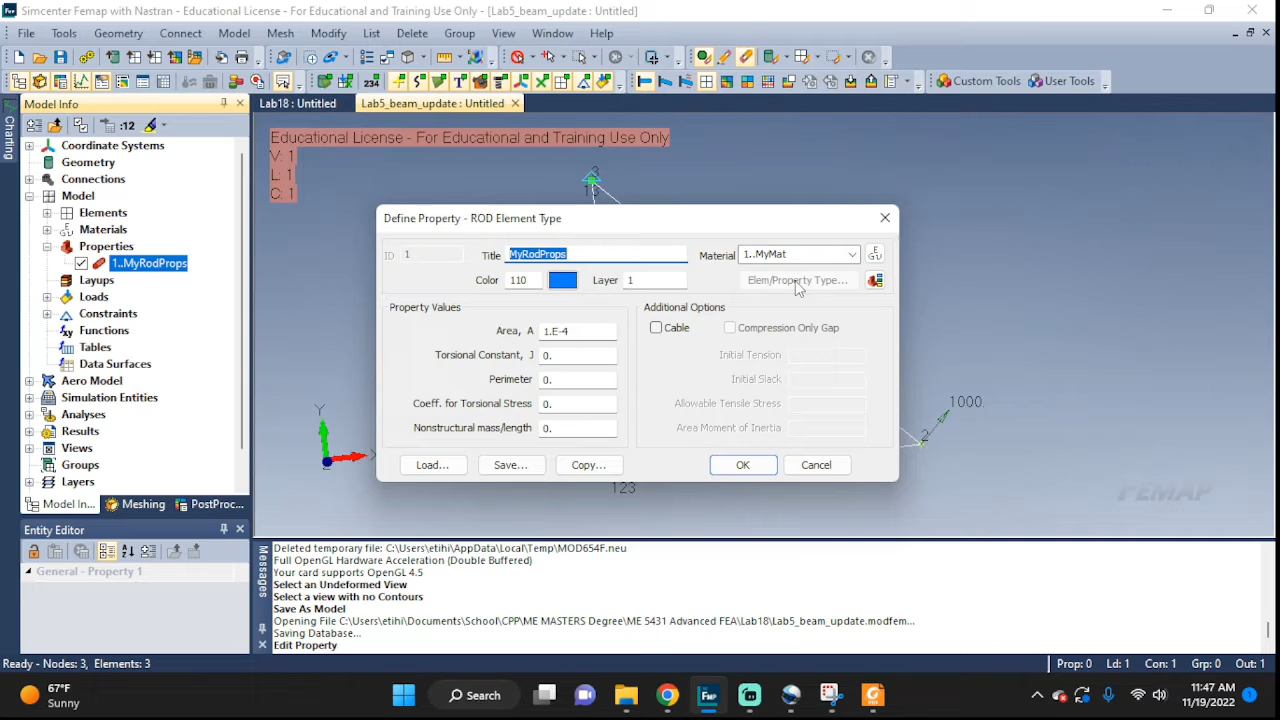 Simcenter Femap with Nastran - Educational License - For Educational and Training Use Only - [Lab5_beam_update : Untitled]
File Tools Geometry Connect Model Mesh Modify List Delete Group View Window Help
234
Custom Tools User Tools
Charting
Model Info
Lab18 : Untitled Lab5_beam_update : Untitled
:12
Educational License - For Educational and Training Use Only
V: 1
L: 1
C: 1
Coordinate Systems
Geometry
Connections
Model
Elements
Materials
Properties
1..MyRodProps
Layups
Loads
Constraints
Functions
Tables
Data Surfaces
Aero Model
Simulation Entities
Analyses
Results
Views
Groups
Layers
Model In... Meshing PostProc...
3
Define Property - ROD Element Type
ID 1 Title MyRodProps Material 1..MyMat
Color 110 Layer 1 Elem/Property Type...
Property Values
Area, A 1.E-4
Torsional Constant, J 0.
Perimeter 0.
Coeff. for Torsional Stress 0.
Nonstructural mass/length 0.
Additional Options
Cable Compression Only Gap
Initial Tension
Initial Slack
Allowable Tensile Stress
Area Moment of Inertia
Load... Save... Copy... OK Cancel
Y
1000.
2
123
FEMAP
Entity Editor
General - Property 1
Messages
Deleted temporary file: C:\Users\etihi\AppData\Local\Temp\MOD654F.neu
Full OpenGL Hardware Acceleration (Double Buffered)
Your card supports OpenGL 4.5
Select an Undeformed View
Select a view with no Contours
Save As Model
Opening File C:\Users\etihi\Documents\School\CPP\ME MASTERS Degree\ME 5431 Advanced FEA\Lab18\Lab5_beam_update.modfem...
Saving Database...
Edit Property
Ready - Nodes: 3, Elements: 3
Prop: 0 Ld: 1 Con: 1 Grp: 0 Out: 1
67°F
Sunny
Search
11:47 AM
11/19/2022
1